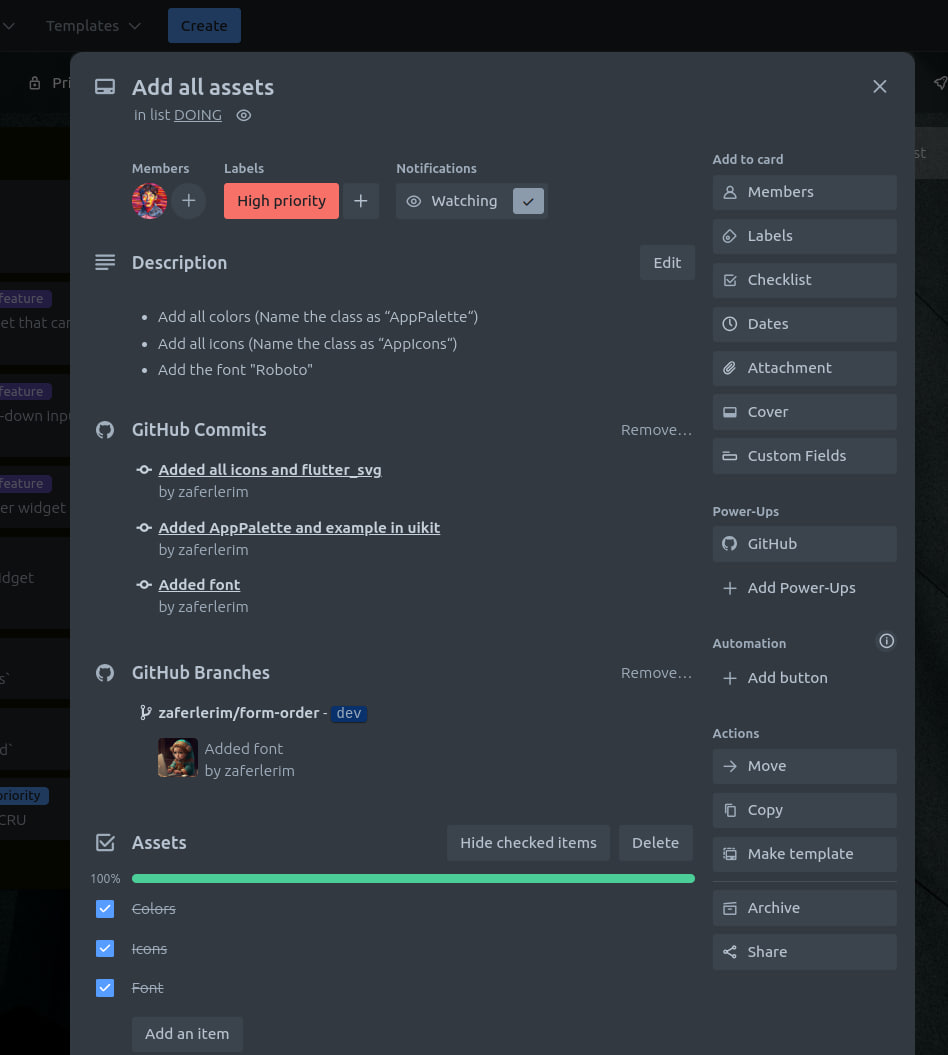 Templates
Create
Pri
st
Add all assets
in list DOING
Members
Labels
High priority
Notifications
Watching
Description
Edit
Add all colors (Name the class as “AppPalette“)
Add all icons (Name the class as “AppIcons“)
Add the font "Roboto"
GitHub Commits
Remove…
Added all icons and flutter_svg
by zaferlerim
Added AppPalette and example in uikit
by zaferlerim
Added font
by zaferlerim
GitHub Branches
Remove…
zaferlerim/form-order - dev
Added font
by zaferlerim
Assets
Hide checked items
Delete
100%
Colors
Icons
Font
Add an item
Add to card
Members
Labels
Checklist
Dates
Attachment
Cover
Custom Fields
Power-Ups
GitHub
Add Power-Ups
Automation
Add button
Actions
Move
Copy
Make template
Archive
Share
feature
et that can
feature
-down inpu
feature
er widget
idget
s`
d`
priority
CRU